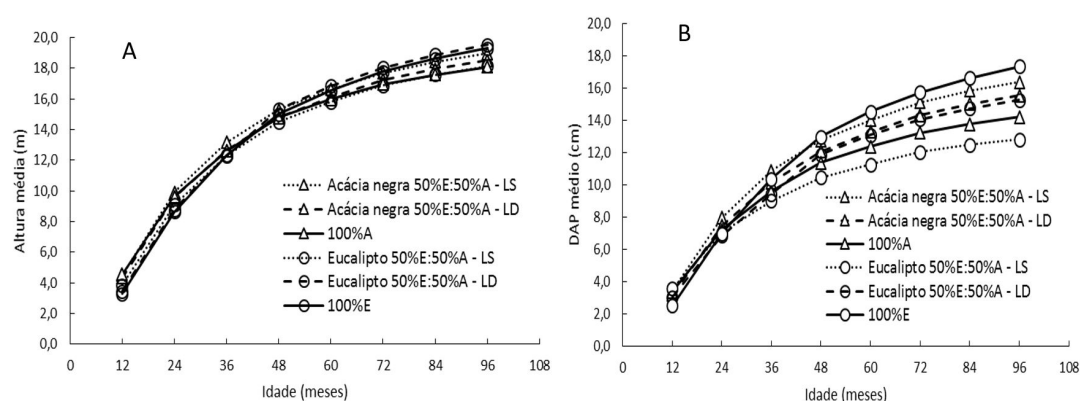 A
Altura média (m)
20,0
18,0
16,0
14,0
12,0
10,0
8,0
6,0
4,0
2,0
0,0
Acácia negra 50%E:50%A - LS
Acácia negra 50%E:50%A - LD
100%A
Eucalipto 50%E:50%A - LS
Eucalipto 50%E:50%A - LD
100%E
0 12 24 36 48 60 72 84 96 108
Idade (meses)
B
DAP médio (cm)
20,0
18,0
16,0
14,0
12,0
10,0
8,0
6,0
4,0
2,0
0,0
Acácia negra 50%E:50%A - LS
Acácia negra 50%E:50%A - LD
100%A
Eucalipto 50%E:50%A - LS
Eucalipto 50%E:50%A - LD
100%E
0 12 24 36 48 60 72 84 96 108
Idade (meses)